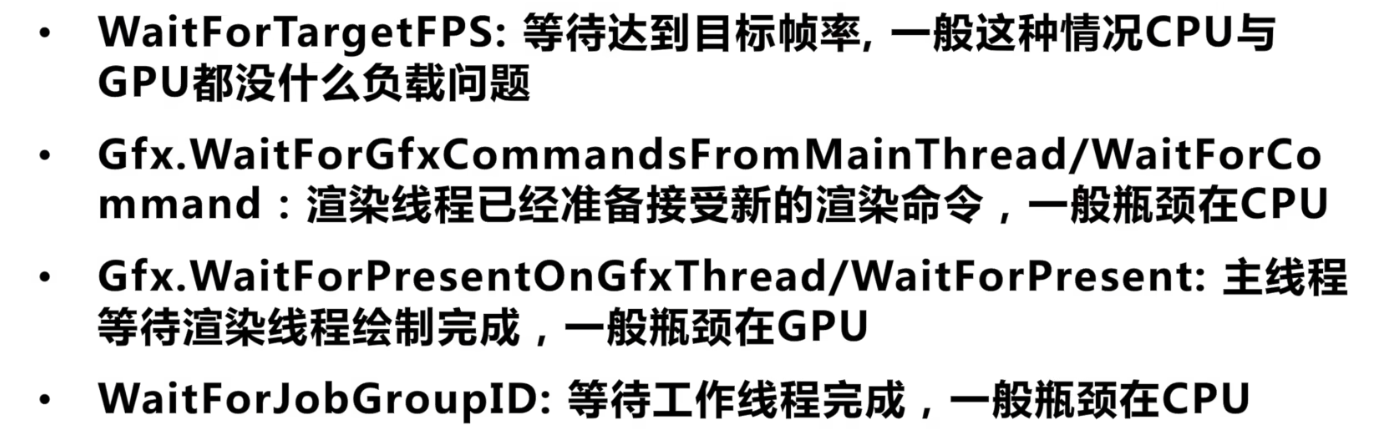 • WaitForTargetFPS: 等待达到目标帧率, 一般这种情况CPU与
GPU都没什么负载问题
• Gfx.WaitForGfxCommandsFromMainThread/WaitForCo
mmand：渲染线程已经准备接受新的渲染命令，一般瓶颈在CPU
• Gfx.WaitForPresentOnGfxThread/WaitForPresent: 主线程
等待渲染线程绘制完成，一般瓶颈在GPU
• WaitForJobGroupID: 等待工作线程完成，一般瓶颈在CPU